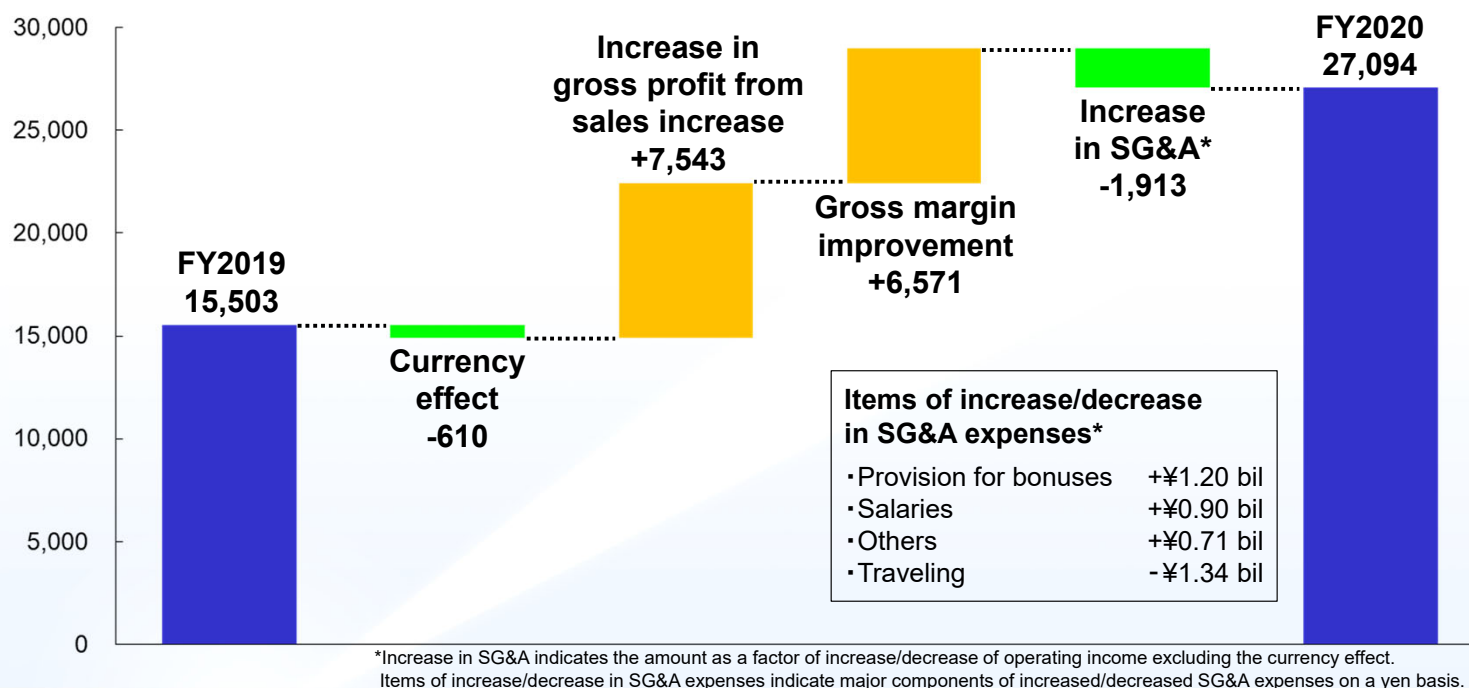 30,000
25,000
20,000
15,000
10,000
5,000
0
FY2019
15,503
Currency
effect
-610
Increase in
gross profit from
sales increase
+7,543
Gross margin
improvement
+6,571
Increase
in SG&A*
-1,913
FY2020
27,094
Items of increase/decrease
in SG&A expenses*
・Provision for bonuses +¥1.20 bil
・Salaries +¥0.90 bil
・Others +¥0.71 bil
・Traveling -¥1.34 bil
*Increase in SG&A indicates the amount as a factor of increase/decrease of operating income excluding the currency effect.
Items of increase/decrease in SG&A expenses indicate major components of increased/decreased SG&A expenses on a yen basis.